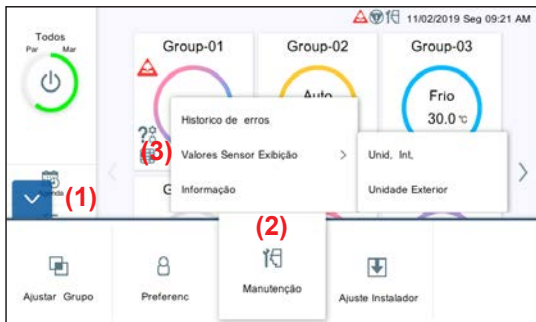 11/02/2019 Seg 09:21 AM
Todos
Par Mar
Group-01
Group-02
Group-03
Auto
Frio
30.0 ℃
Historico de erros
(3)
Valores Sensor Exibição >
Unid, Int,
Informação
Unidade Exterior
Agenda
(1)
G
(2)
Ajustar Grupo
Preferenc
Manutenção
Ajuste Instalador